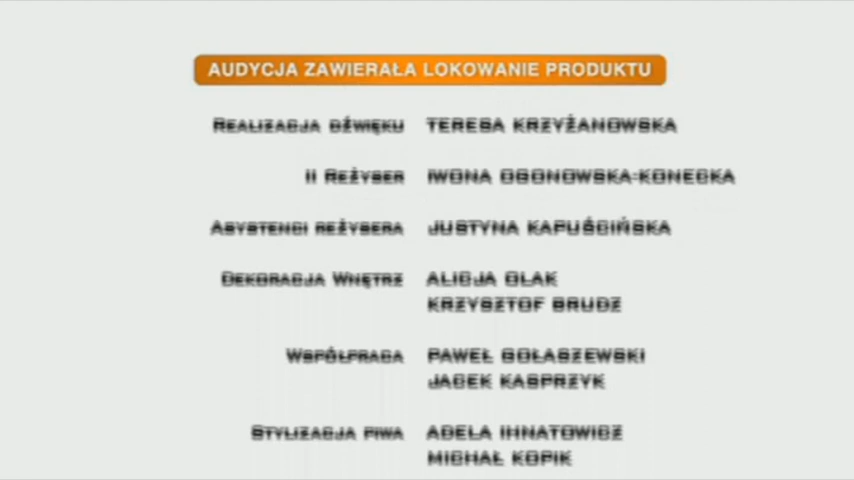 AUDYCJA ZAWIERAŁA LOKOWANIE PRODUKTU
REALIZACJA DŹWIĘKU TERESA KRZYŻANOWSKA
II REŻYSER IWONA OGONOWSKA-KONECKA
ASYSTENCI REŻYSERA JUSTYNA KAPUŚCIŃSKA
DEKORACJA WNĘTRZ ALICJA OLAK
KRZYSZTOF BRUDZ
WSPÓŁPRACA PAWEŁ GOŁASZEWSKI
JACEK KASPRZYK
STYLIZACJA PIWA ADELA IHNATOWICZ
MICHAŁ KOPIK